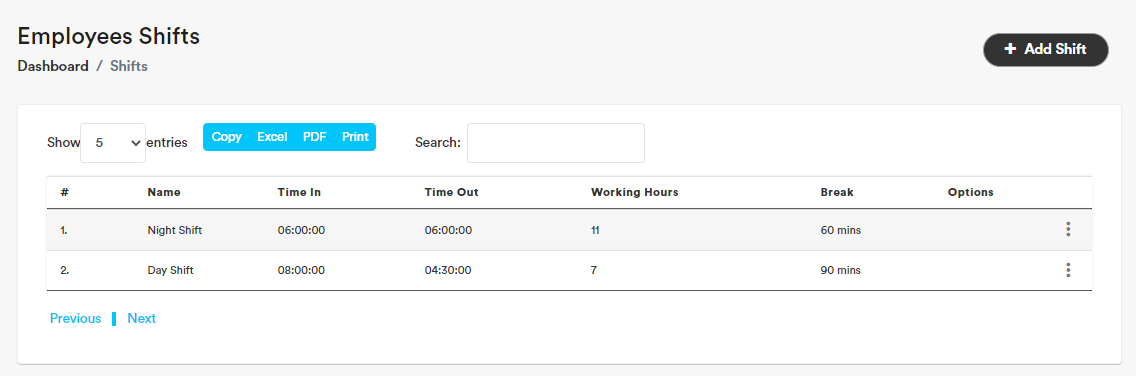 Employees Shifts
Dashboard / Shifts
+ Add Shift
Show 5 entries Copy Excel PDF Print Search:
# Name Time In Time Out Working Hours Break Options
1. Night Shift 06:00:00 06:00:00 11 60 mins
2. Day Shift 08:00:00 04:30:00 7 90 mins
Previous Next